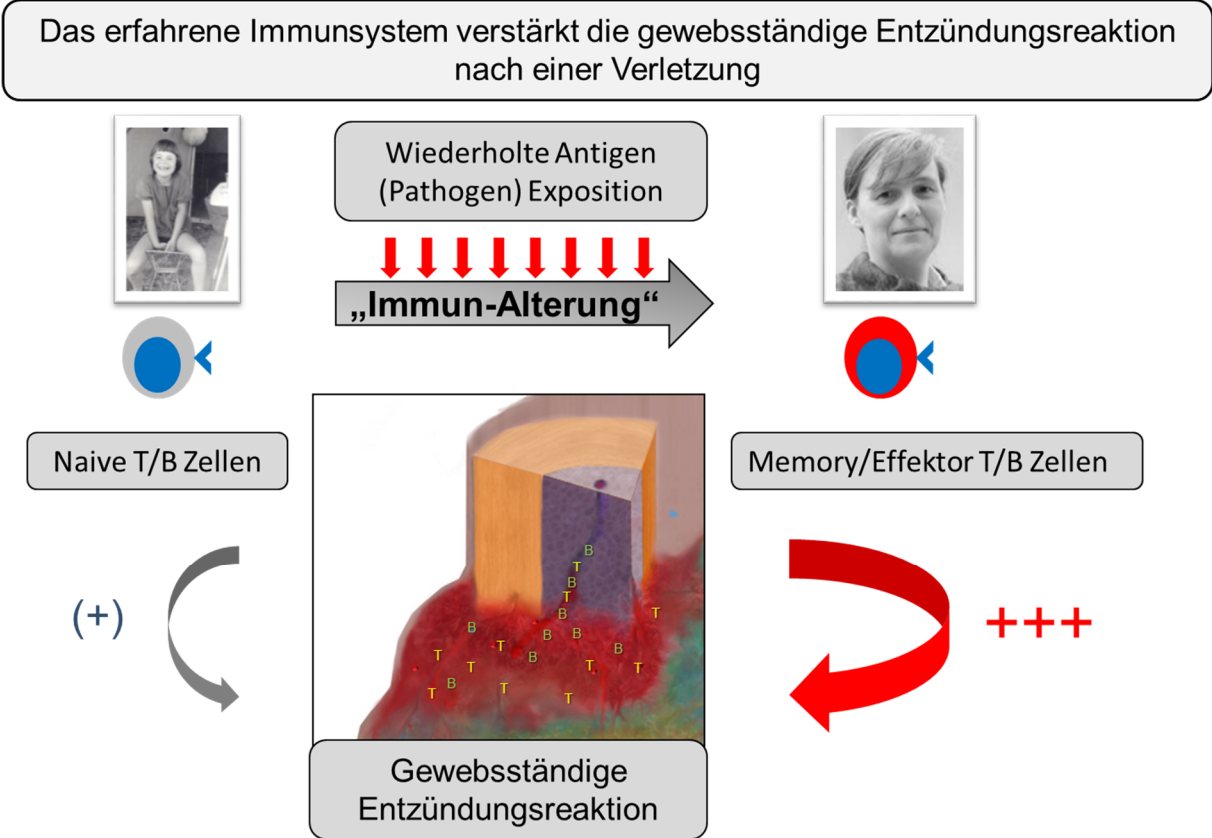 Das erfahrene Immunsystem verstärkt die gewebsständige Entzündungsreaktion
nach einer Verletzung
Wiederholte Antigen
(Pathogen) Exposition
„Immun-Alterung“
Naive T/B Zellen
Memory/Effektor T/B Zellen
(+)
+++
B
T
B
T
B
T
B
B
B
T
B
T
B
T
T
T
B
T
T
T
Gewebsständige
Entzündungsreaktion